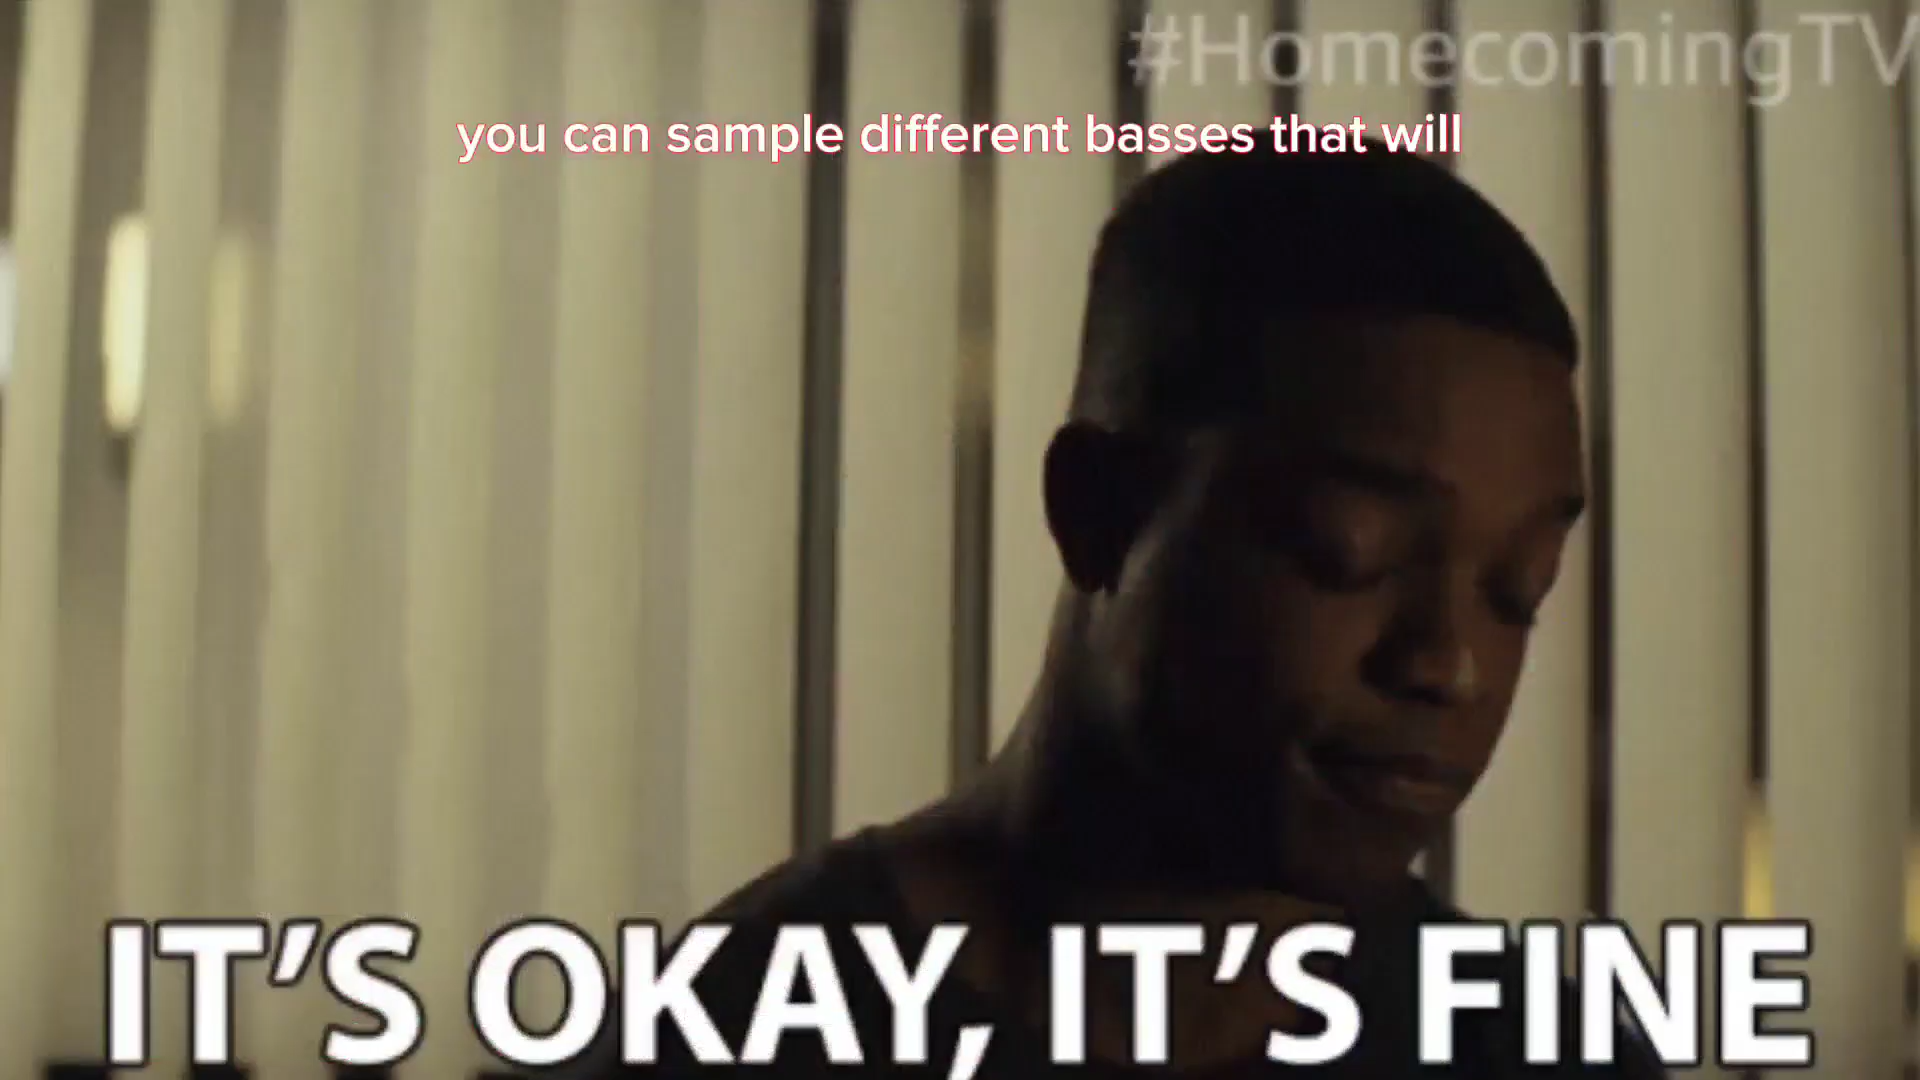 #HomecomingTV
you can sample different basses that will
IT'S OKAY, IT'S FINE